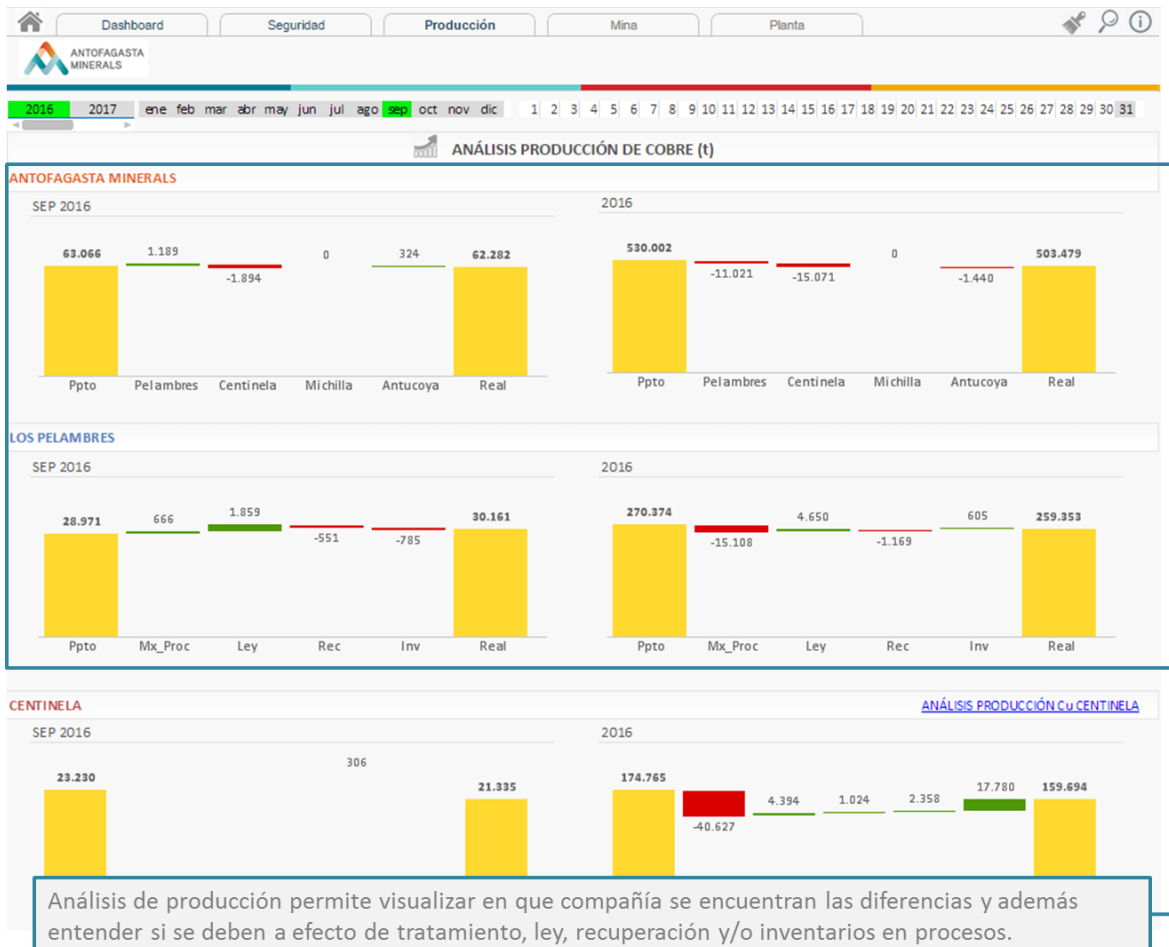 Dashboard Seguridad Producción Mina Planta
ANTOFAGASTA
MINERALS
2016 2017 ene feb mar abr may jun jul ago sep oct nov dic 1 2 3 4 5 6 7 8 9 10 11 12 13 14 15 16 17 18 19 20 21 22 23 24 25 26 27 28 29 30 31
ANÁLISIS PRODUCCIÓN DE COBRE (t)
ANTOFAGASTA MINERALS
SEP 2016 2016
63.066 1.189 -1.894 0 324 62.282 530.002 -11.021 -15.071 0 -1.440 503.479
Ppto Pelambres Centinela Michilla Antucoya Real Ppto Pelambres Centinela Michilla Antucoya Real
LOS PELAMBRES
SEP 2016 2016
28.971 666 1.859 -551 -785 30.161 270.374 -15.108 4.650 -1.169 605 259.353
Ppto Mx_Proc Ley Rec Inv Real Ppto Mx_Proc Ley Rec Inv Real
CENTINELA ANÁLISIS PRODUCCIÓN Cu CENTINELA
SEP 2016 2016
23.230 306 21.335 174.765 -40.627 4.394 1.024 2.358 17.780 159.694
Análisis de producción permite visualizar en que compañía se encuentran las diferencias y además
entender si se deben a efecto de tratamiento, ley, recuperación y/o inventarios en procesos.